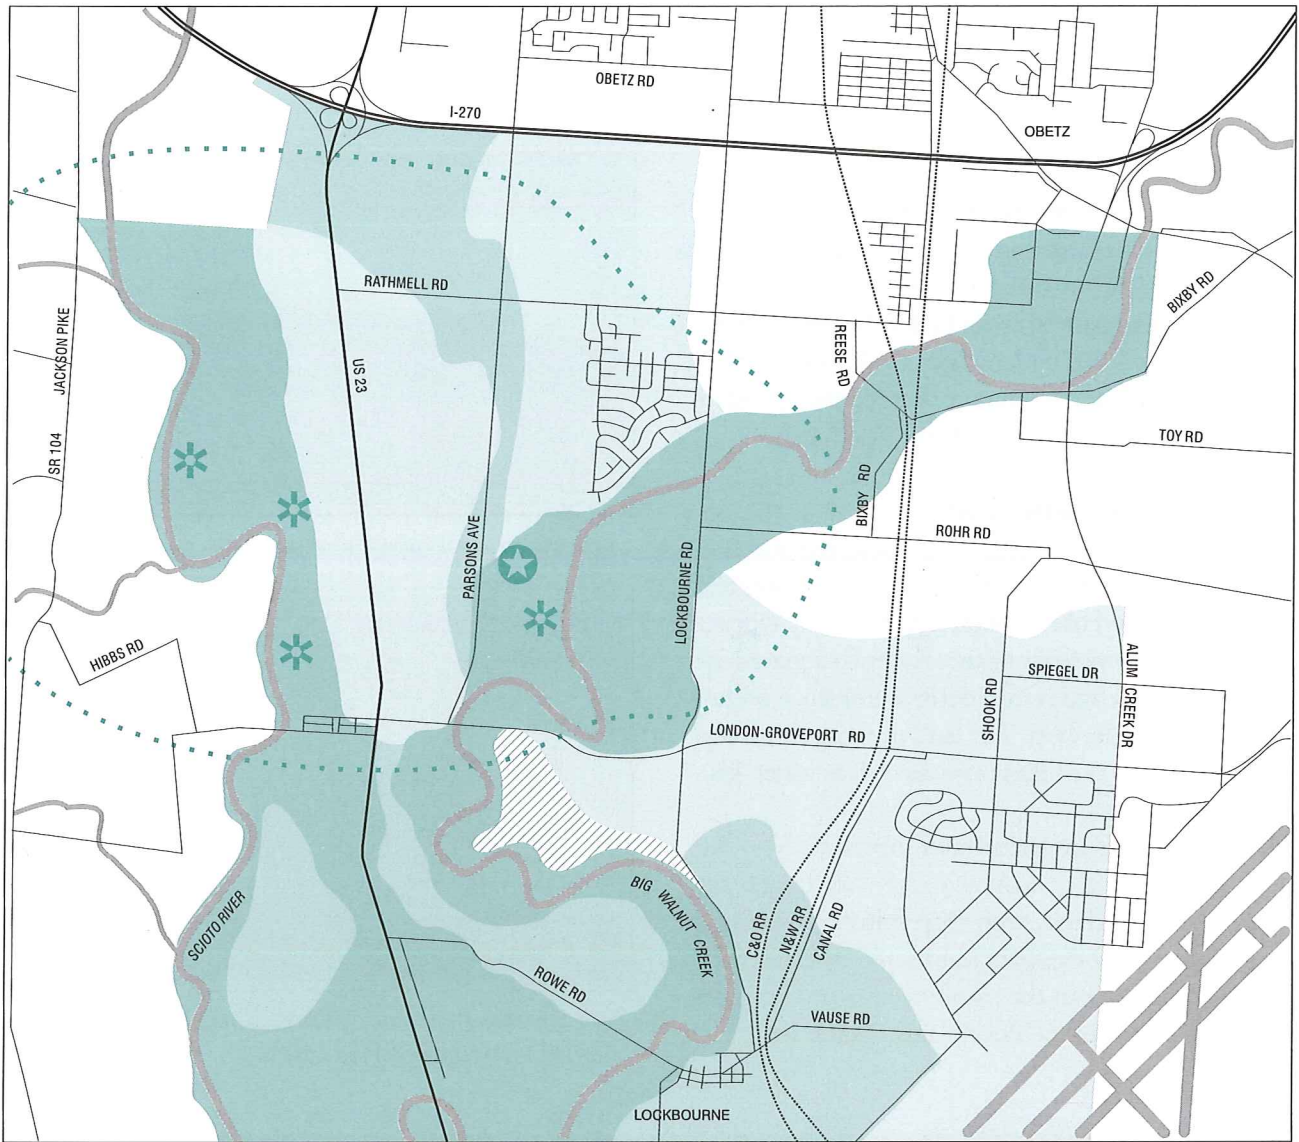 OBETZ RD
I-270
OBETZ
RATHMELL RD
BIXBY RD
JACKSON PIKE
REESE RD
US 23
SR 104
TOY RD
BIXBY RD
PARSONS AVE
ROHR RD
LOCKBOURNE RD
HIBBS RD
SPIEGEL DR
ALUM CREEK DR
SHOOK RD
LONDON-GROVEPORT RD
BIG WALNUT CREEK
SCIOTO RIVER
C&O RR
N&W RR
CANAL RD
ROWE RD
VAUSE RD
LOCKBOURNE